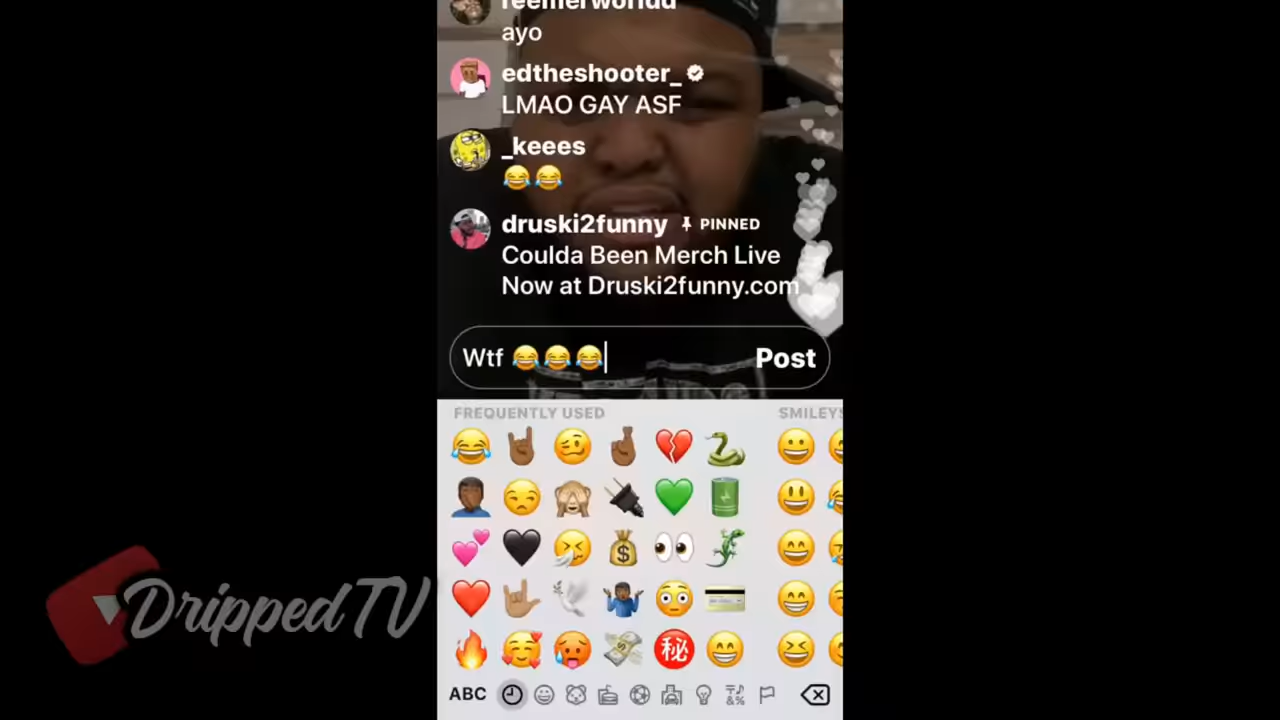 reemerworldd
ayo
edtheshooter_
LMAO GAY ASF
_keees
😂😂
druski2funny PINNED
Coulda Been Merch Live
Now at Druski2funny.com
Wtf 😂😂😂 Post
FREQUENTLY USED SMILEYS
秘
ABC
DrippedTV